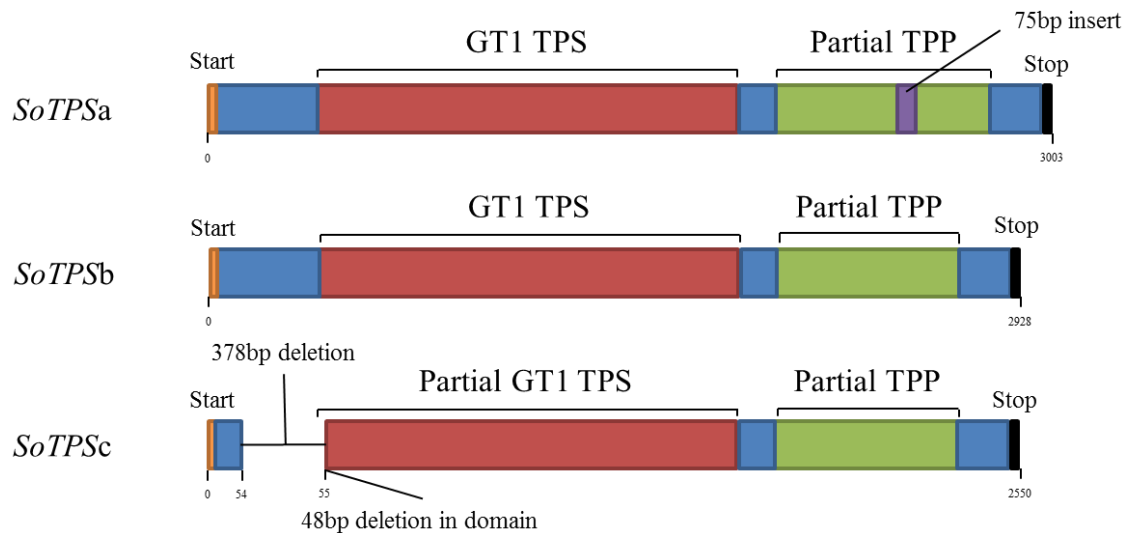 75bp insert
GT1 TPS
Partial TPP
Start
Stop
SoTPSa
0
3003
GT1 TPS
Partial TPP
Start
Stop
SoTPSb
0
2928
378bp deletion
Partial GT1 TPS
Partial TPP
Start
Stop
SoTPSc
0
54
55
2550
48bp deletion in domain